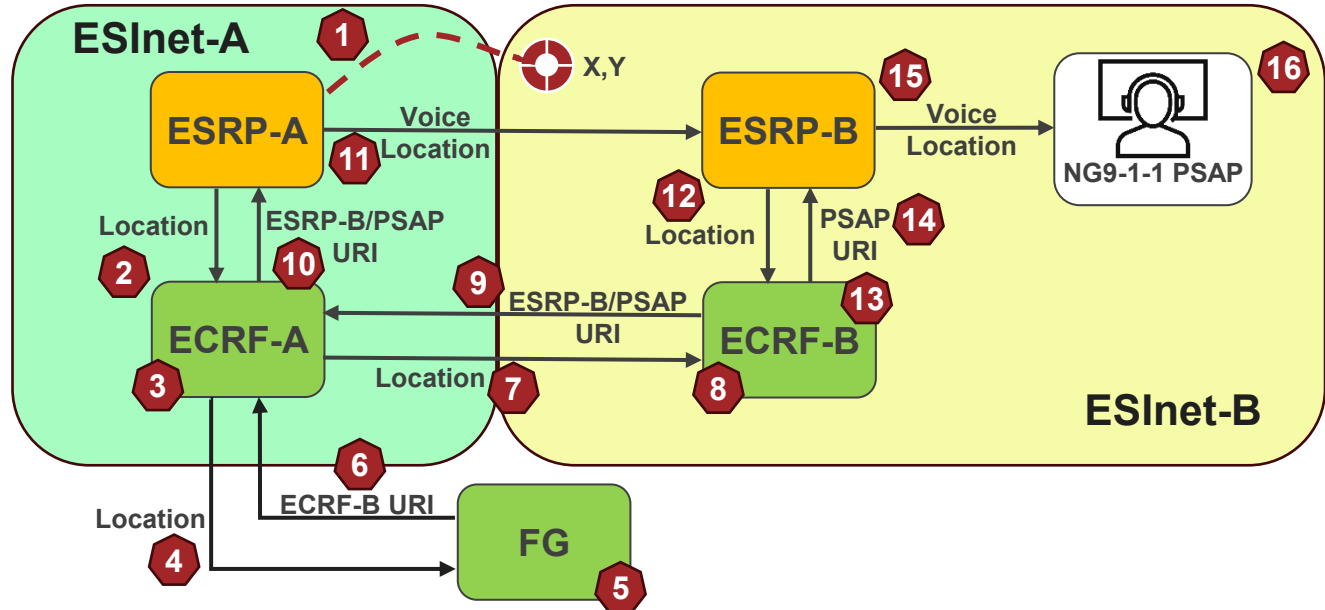 ESInet-A
1
X,Y
16
15
ESRP-A
Voice
Location
11
ESRP-B
Voice
Location
NG9-1-1 PSAP
Location
ESRP-B/PSAP
URI
12
Location
PSAP
URI
14
2
10
9
ESRP-B/PSAP
URI
13
ECRF-A
ECRF-B
3
Location
7
8
ESInet-B
6
ECRF-B URI
Location
4
FG
5